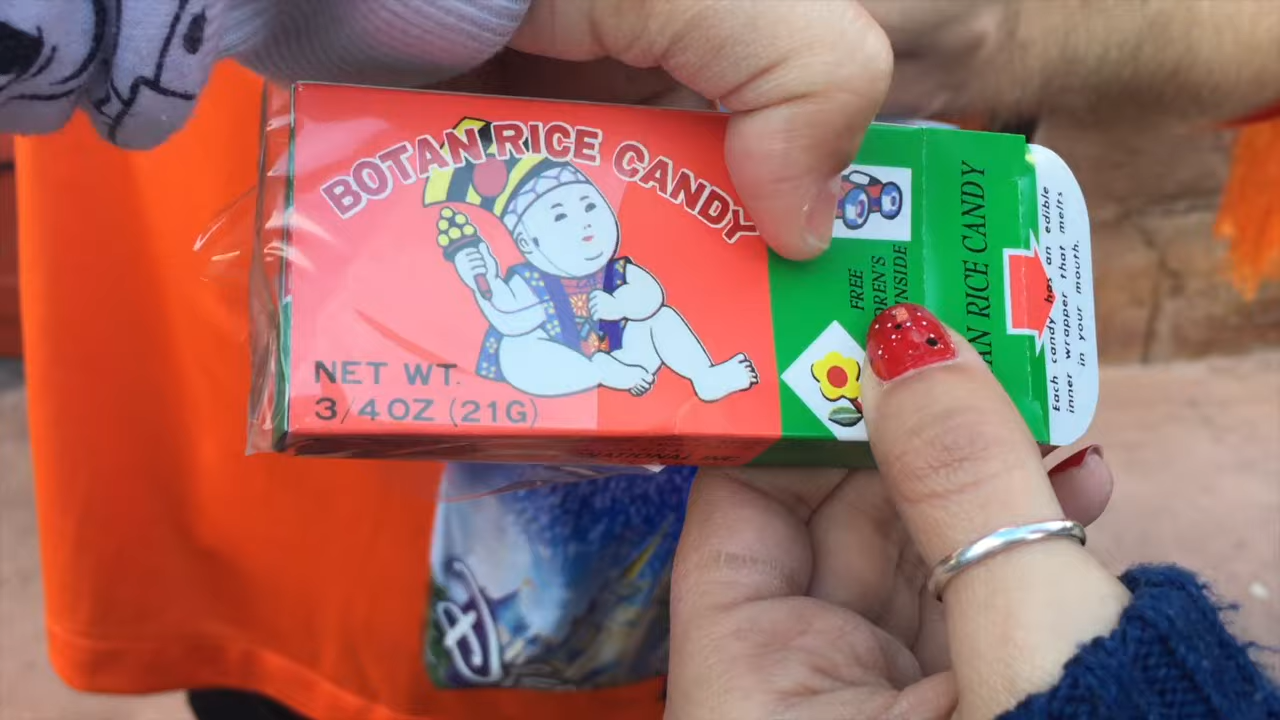 BOTAN RICE CANDY
NET WT.
3/4 OZ (21G)
FREE
INSIDE
RICE CANDY
Each candy has an edible
inner wrapper that melts
in your mouth.